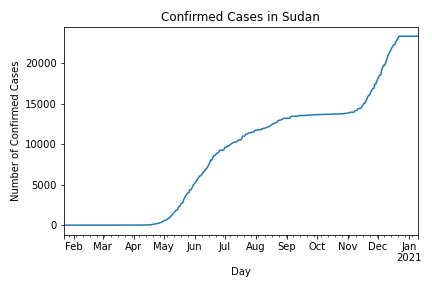 Confirmed Cases in Sudan
Number of Confirmed Cases
20000
15000
10000
5000
0
Feb Mar Apr May Jun Jul Aug Sep Oct Nov Dec Jan
2021
Day